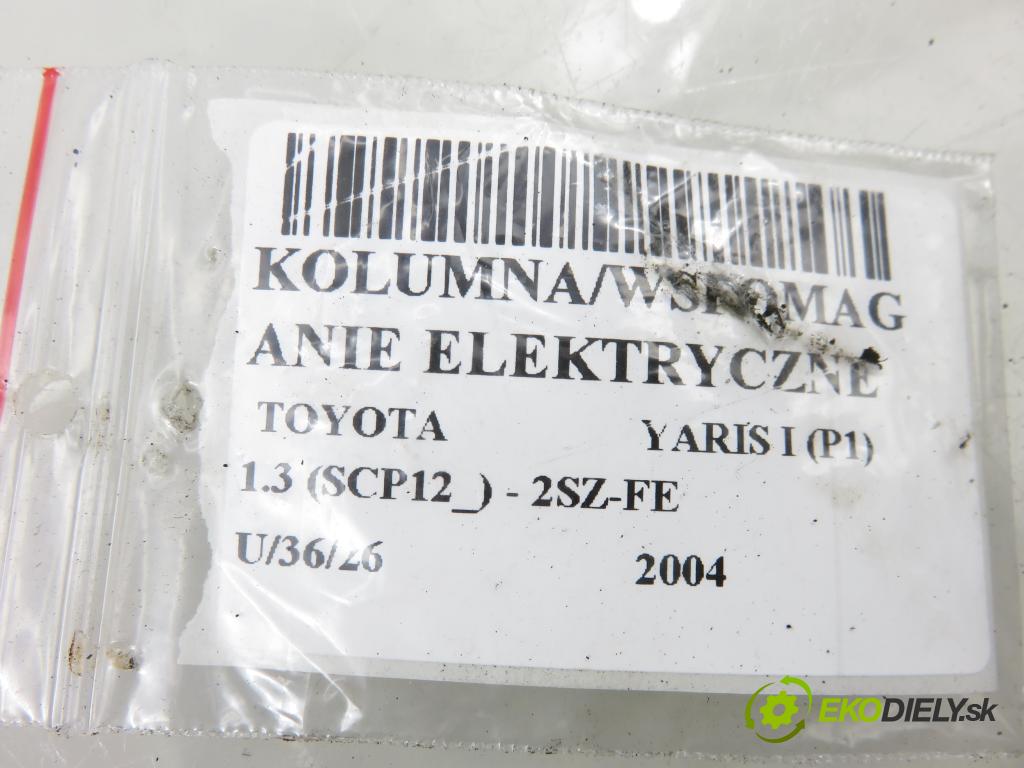 KOLUMNA/WSPOMAG
ANIE ELEKTRYCZNE
TOYOTA YARIS I (P1)
1.3 (SCP12_) - 2SZ-FE
U/36/26 2004
EKODIELY.sk